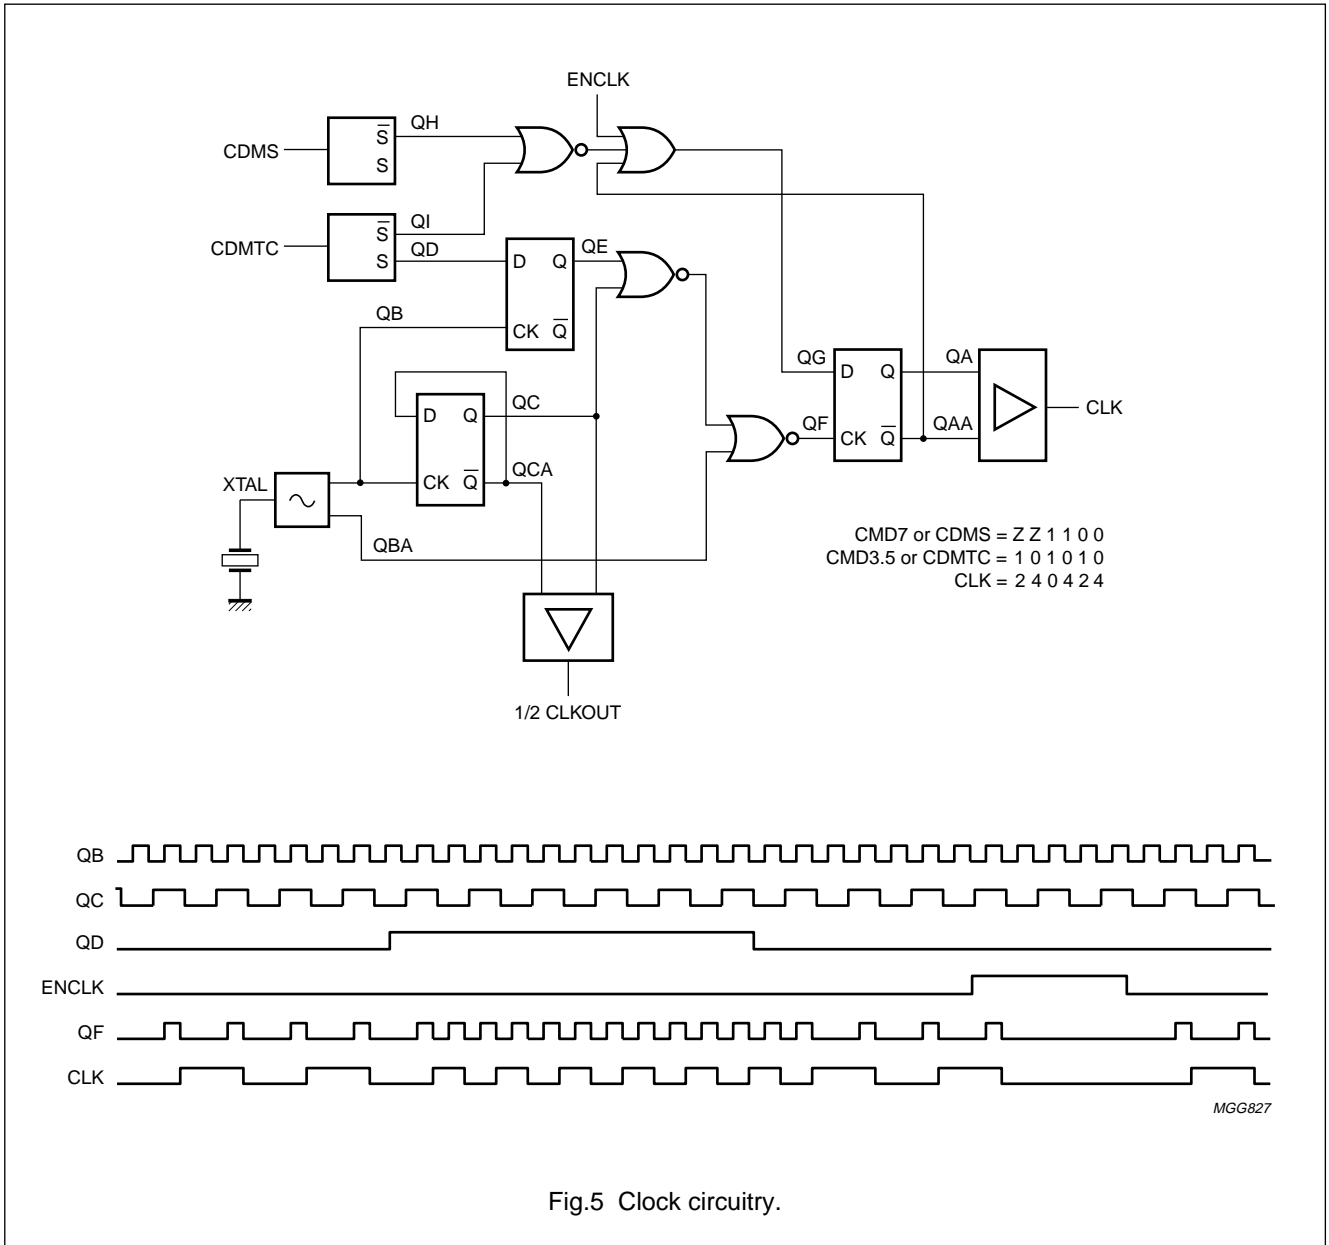 ENCLK
CDMS
S̅
QH
S
CDMTC
S̅
QI
S
QD
D
Q
QE
QB
CK
Q̅
D
Q
QC
CK
Q̅
QCA
XTAL
QBA
QG
D
Q
QA
QF
CK
Q̅
QAA
CLK
CMD7 or CDMS = Z Z 1 1 0 0
CMD3.5 or CDMTC = 1 0 1 0 1 0
CLK = 2 4 0 4 2 4
1/2 CLKOUT
QB
QC
QD
ENCLK
QF
CLK
MGG827
Fig.5 Clock circuitry.